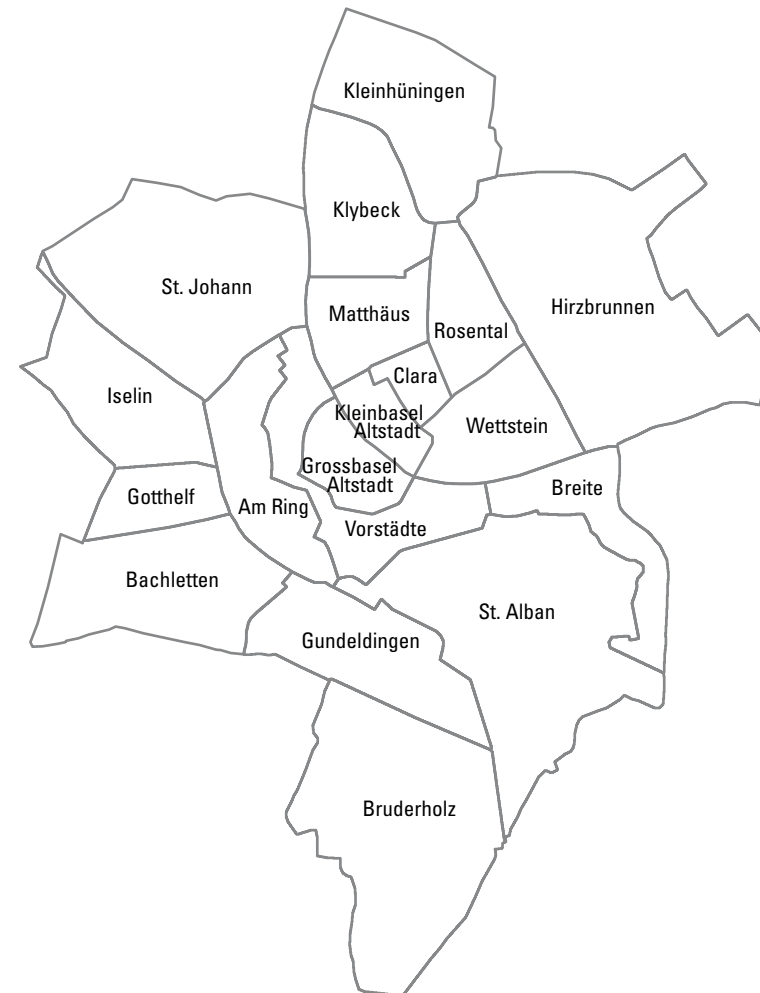 Kleinhüningen
Klybeck
St. Johann
Hirzbrunnen
Matthäus
Rosental
Clara
Iselin
Kleinbasel
Altstadt
Wettstein
Grossbasel
Altstadt
Breite
Gotthelf
Am Ring
Vorstädte
Bachletten
St. Alban
Gundeldingen
Bruderholz